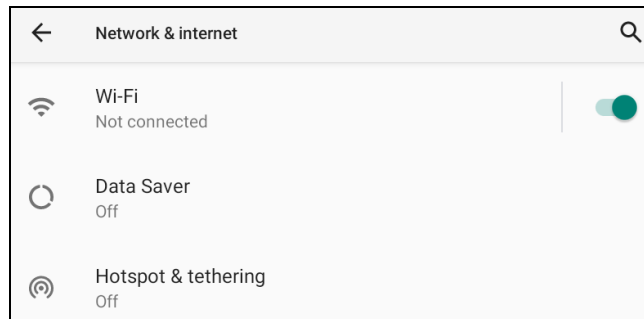 Network & internet
Wi-Fi
Not connected
Data Saver
Off
Hotspot & tethering
Off